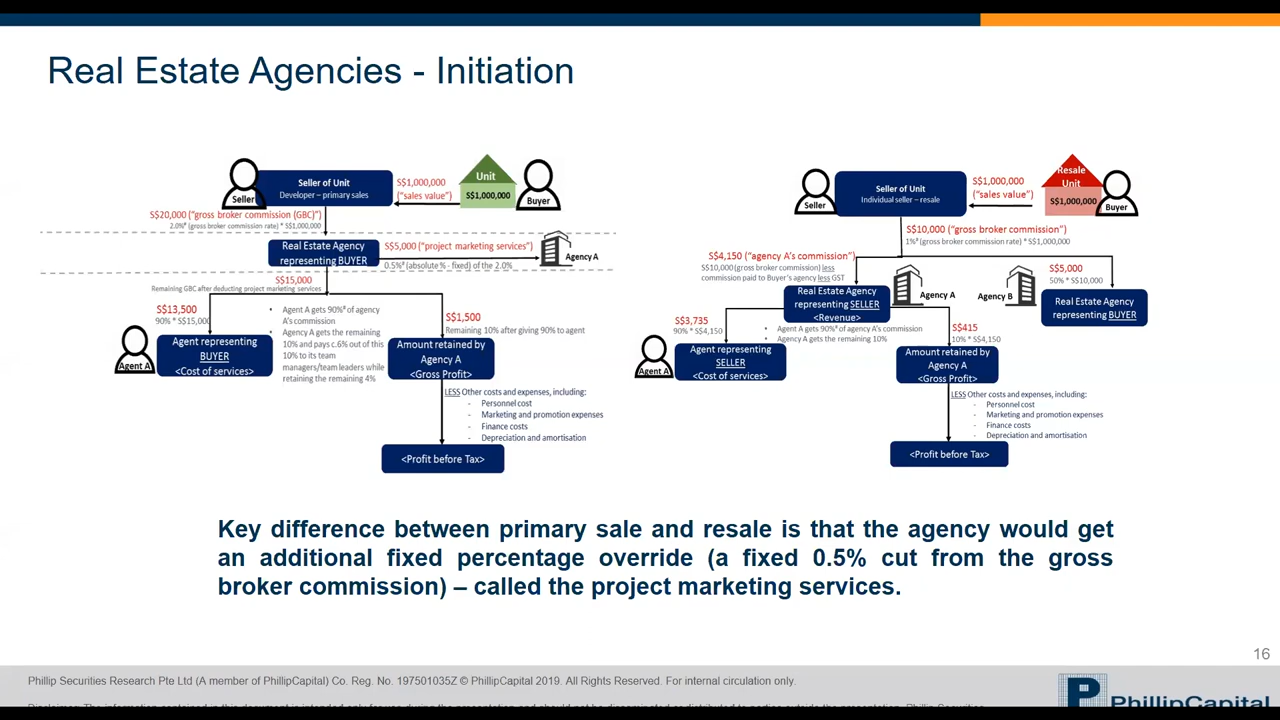 Real Estate Agencies - Initiation
Seller
Seller of Unit
Developer – primary sales
S$1,000,000
("sales value")
Unit
S$1,000,000
Buyer
S$20,000 ("gross broker commission (GBC)")
2.0%# (gross broker commission rate) * S$1,000,000
Real Estate Agency
representing BUYER
S$5,000 ("project marketing services")
0.5%# (absolute % - fixed) of the 2.0%
Agency A
S$15,000
Remaining GBC after deducting project marketing services
S$13,500
90% * S$15,000
Agent A
Agent representing
BUYER
<Cost of services>
• Agent A gets 90%# of agency
A's commission
• Agency A gets the remaining
10% and pays c.6% out of this
10% to its team
managers/team leaders while
retaining the remaining 4%
S$1,500
Remaining 10% after giving 90% to agent
Amount retained by
Agency A
<Gross Profit>
LESS Other costs and expenses, including:
- Personnel cost
- Marketing and promotion expenses
- Finance costs
- Depreciation and amortisation
<Profit before Tax>
Seller
Seller of Unit
Individual seller – resale
S$1,000,000
("sales value")
Resale
Unit
S$1,000,000
Buyer
S$10,000 ("gross broker commission")
1%# (gross broker commission rate) * S$1,000,000
S$4,150 ("agency A's commission")
S$10,000 (gross broker commission) less
commission paid to Buyer's agency less GST
Real Estate Agency
representing SELLER
<Revenue>
Agency A
Agency B
S$5,000
50% * S$10,000
Real Estate Agency
representing BUYER
S$3,735
90% * S$4,150
• Agent A gets 90%# of agency A's commission
• Agency A gets the remaining 10%
Agent A
Agent representing
SELLER
<Cost of services>
S$415
10% * S$4,150
Amount retained by
Agency A
<Gross Profit>
LESS Other costs and expenses, including:
- Personnel cost
- Marketing and promotion expenses
- Finance costs
- Depreciation and amortisation
<Profit before Tax>
Key difference between primary sale and resale is that the agency would get
an additional fixed percentage override (a fixed 0.5% cut from the gross
broker commission) – called the project marketing services.
16
Phillip Securities Research Pte Ltd (A member of PhillipCapital) Co. Reg. No. 197501035Z © PhillipCapital 2019. All Rights Reserved. For internal circulation only.
PhillipCapital